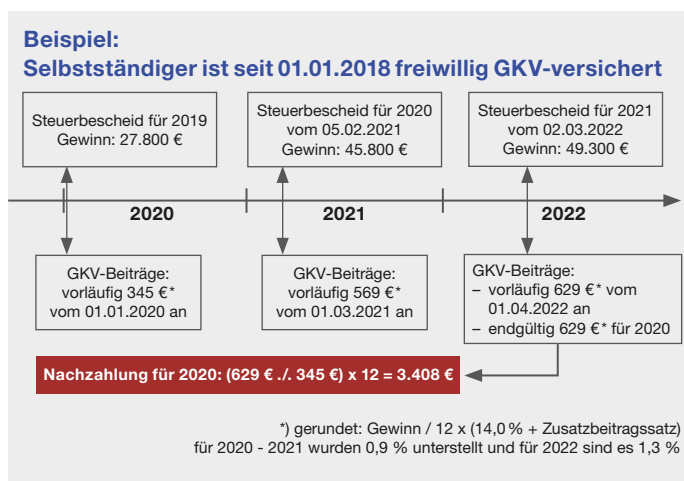 Beispiel:
Selbstständiger ist seit 01.01.2018 freiwillig GKV-versichert
Steuerbescheid für 2019
Gewinn: 27.800 €
Steuerbescheid für 2020
vom 05.02.2021
Gewinn: 45.800 €
Steuerbescheid für 2021
vom 02.03.2022
Gewinn: 49.300 €
2020
2021
2022
GKV-Beiträge:
vorläufig 345 €*
vom 01.01.2020 an
GKV-Beiträge:
vorläufig 569 €*
vom 01.03.2021 an
GKV-Beiträge:
– vorläufig 629 €* vom
01.04.2022 an
– endgültig 629 €* für 2020
Nachzahlung für 2020: (629 € ./. 345 €) x 12 = 3.408 €
*) gerundet: Gewinn / 12 x (14,0 % + Zusatzbeitragssatz)
für 2020 - 2021 wurden 0,9 % unterstellt und für 2022 sind es 1,3 %